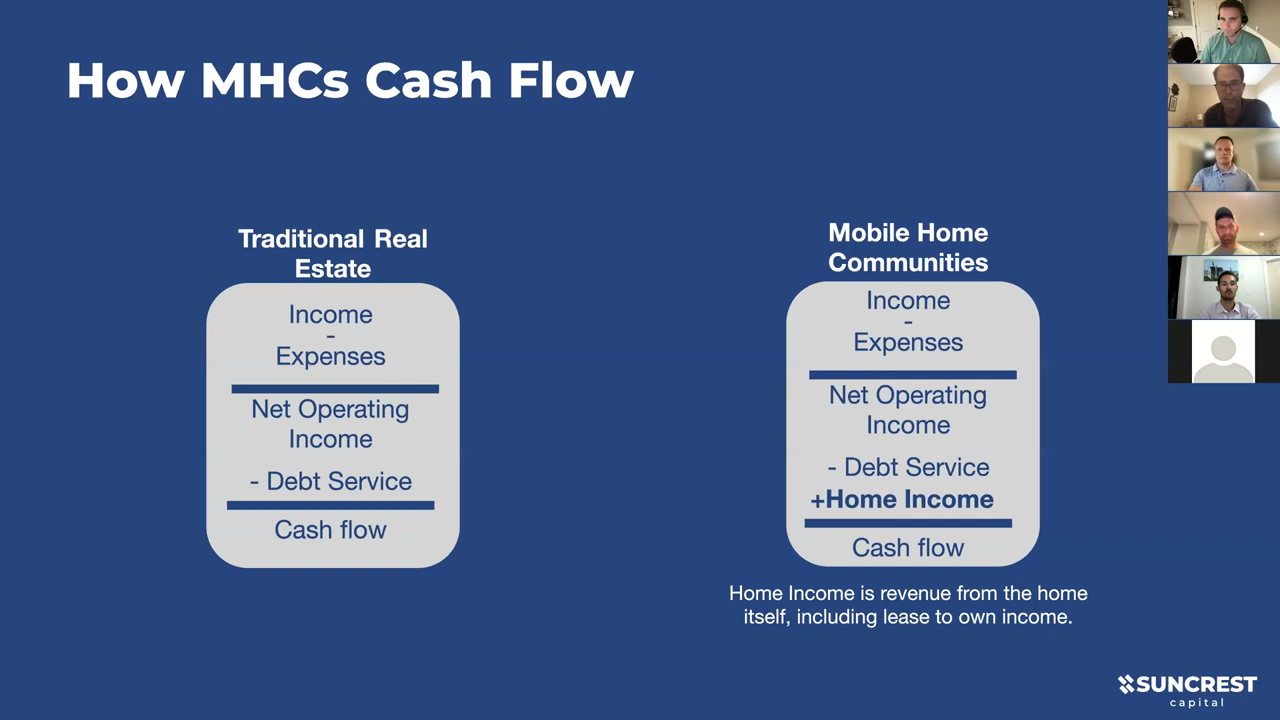 How MHCs Cash Flow
Traditional Real
Estate
Income
-
Expenses
Net Operating
Income
- Debt Service
Cash flow
Mobile Home
Communities
Income
-
Expenses
Net Operating
Income
- Debt Service
+Home Income
Cash flow
Home Income is revenue from the home
itself, including lease to own income.
SUNCREST
capital